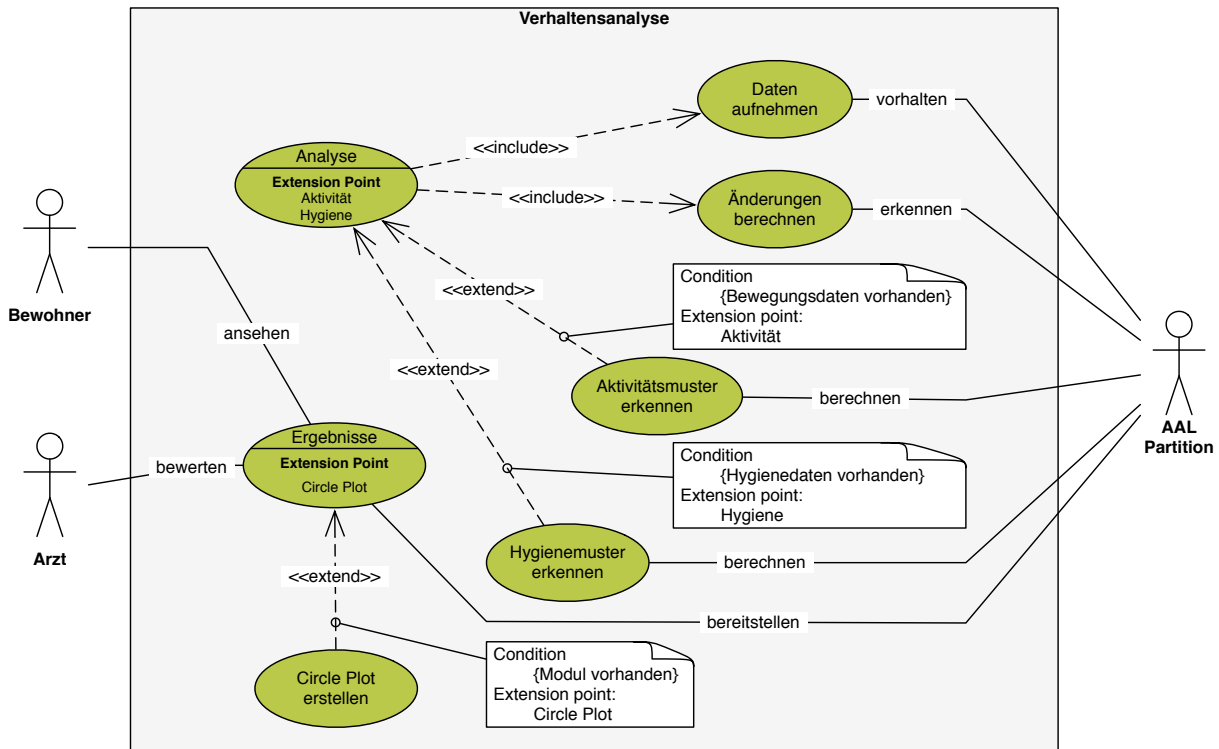 Verhaltensanalyse
Daten
aufnehmen
vorhalten
<<include>>
Analyse
Extension Point
Aktivität
Hygiene
<<include>>
Änderungen
berechnen
erkennen
Bewohner
ansehen
<<extend>>
Condition
{Bewegungsdaten vorhanden}
Extension point:
Aktivität
<<extend>>
Aktivitätsmuster
erkennen
berechnen
AAL
Partition
Ergebnisse
Extension Point
Circle Plot
bewerten
Arzt
Condition
{Hygienedaten vorhanden}
Extension point:
Hygiene
Hygienemuster
erkennen
berechnen
<<extend>>
bereitstellen
Circle Plot
erstellen
Condition
{Modul vorhanden}
Extension point:
Circle Plot